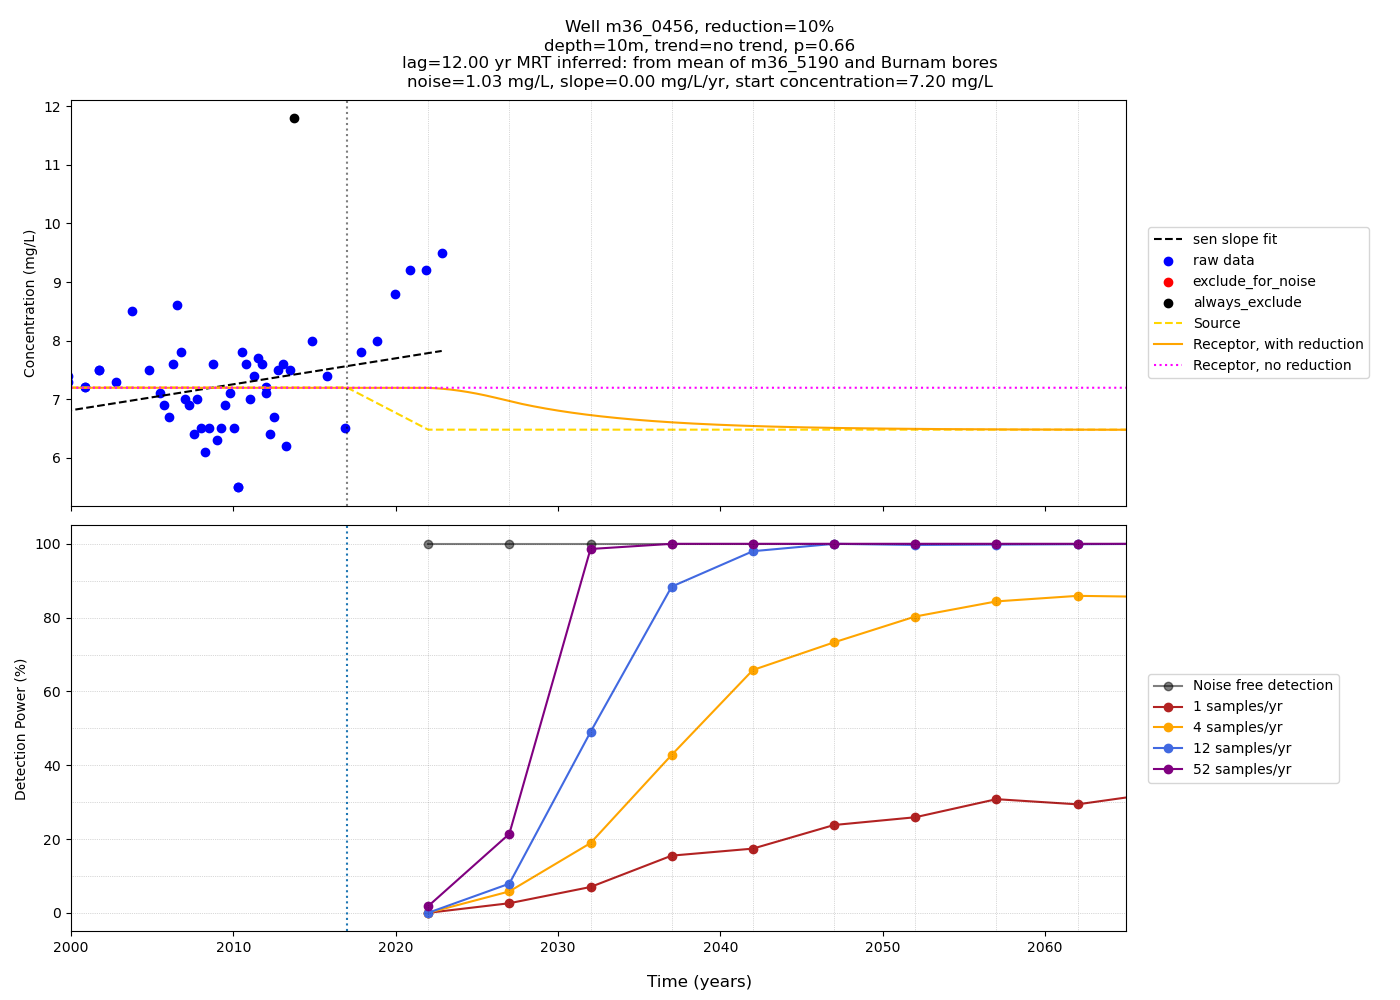 Well m36_0456, reduction=10%
depth=10m, trend=no trend, p=0.66
lag=12.00 yr MRT inferred: from mean of m36_5190 and Burnam bores
noise=1.03 mg/L, slope=0.00 mg/L/yr, start concentration=7.20 mg/L
Concentration (mg/L)
12
11
10
9
8
7
6
sen slope fit
raw data
exclude_for_noise
always_exclude
Source
Receptor, with reduction
Receptor, no reduction
Detection Power (%)
100
80
60
40
20
0
Noise free detection
1 samples/yr
4 samples/yr
12 samples/yr
52 samples/yr
2000
2010
2020
2030
2040
2050
2060
Time (years)